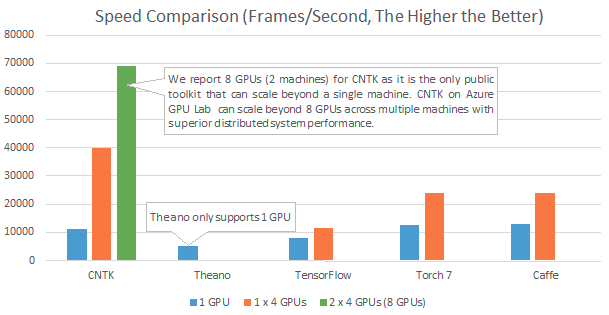 Speed Comparison (Frames/Second, The Higher the Better)
80000
70000
60000
50000
40000
30000
20000
10000
0
We report 8 GPUs (2 machines) for CNTK as it is the only public
toolkit that can scale beyond a single machine. CNTK on Azure
GPU Lab can scale beyond 8 GPUs across multiple machines with
superior distributed system performance.
Theano only supports 1 GPU
CNTK Theano TensorFlow Torch 7 Caffe
1 GPU 1 x 4 GPUs 2 x 4 GPUs (8 GPUs)